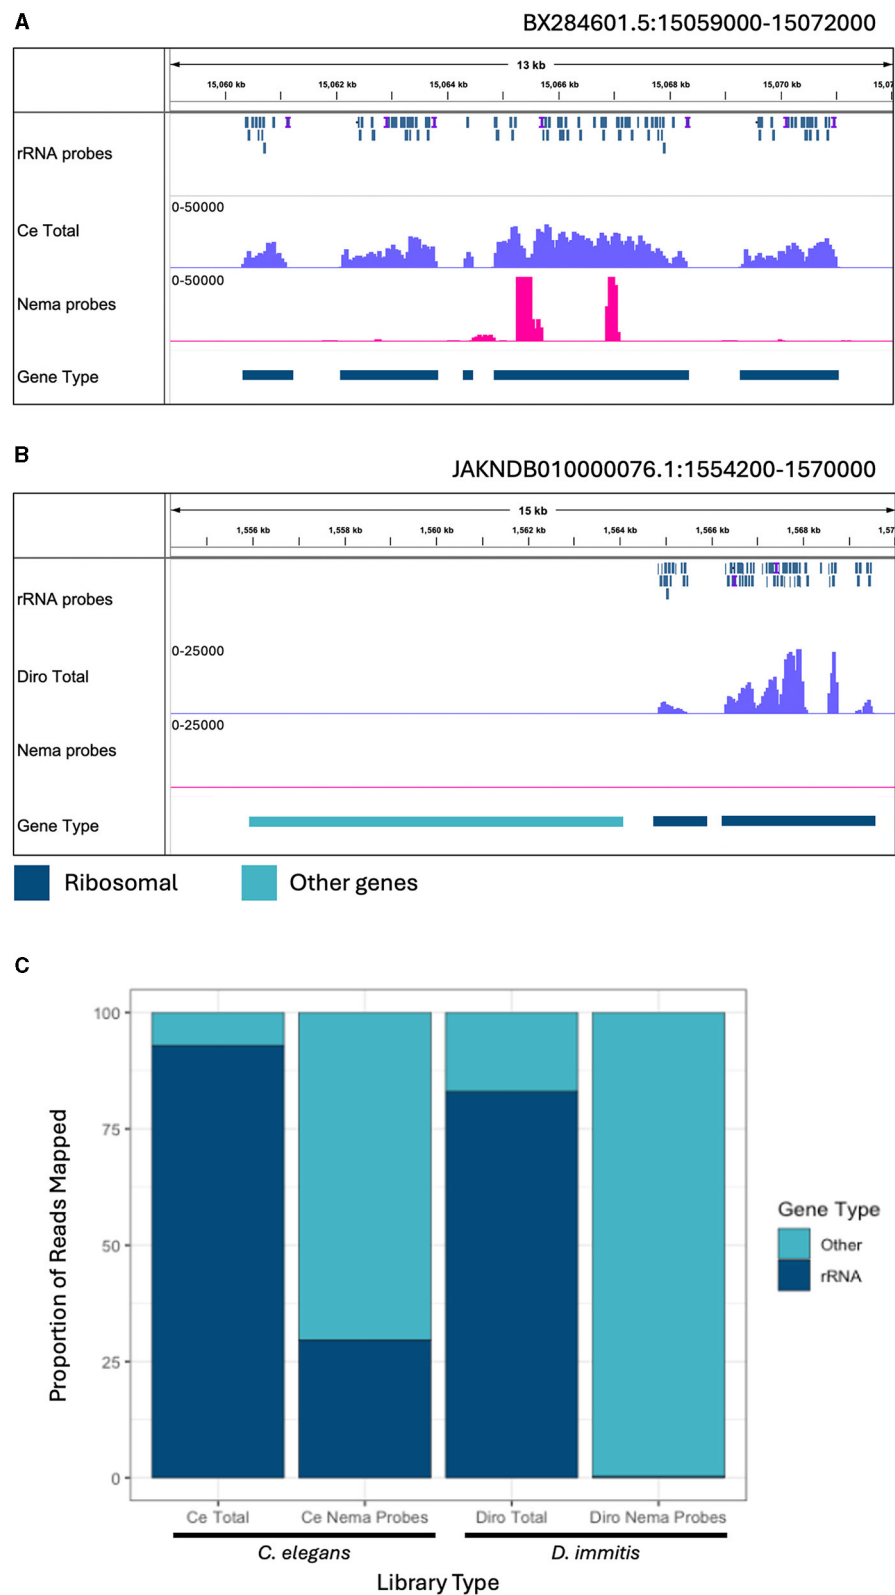 A
BX284601.5:15059000-15072000
13 kb
15,060 kb 15,062 kb 15,064 kb 15,066 kb 15,068 kb 15,070 kb 15,07
rRNA probes
0-50000
Ce Total
0-50000
Nema probes
Gene Type
B
JAKNDB010000076.1:1554200-1570000
15 kb
1,556 kb 1,558 kb 1,560 kb 1,562 kb 1,564 kb 1,566 kb 1,568 kb 1,57
rRNA probes
0-25000
Diro Total
0-25000
Nema probes
Gene Type
Ribosomal Other genes
C
Proportion of Reads Mapped
100
75
50
25
0
Gene Type
Other
rRNA
Ce Total Ce Nema Probes Diro Total Diro Nema Probes
C. elegans D. immitis
Library Type